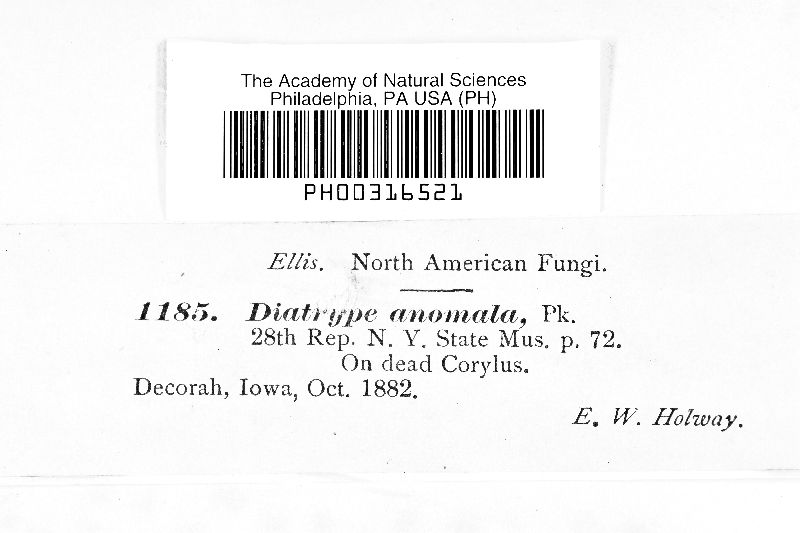 The Academy of Natural Sciences
Philadelphia, PA USA (PH)
PH00316521
Ellis. North American Fungi.
1185. Diatrype anomala, Pk.
28th Rep. N. Y. State Mus. p. 72.
On dead Corylus.
Decorah, Iowa, Oct. 1882.
E. W. Holway.